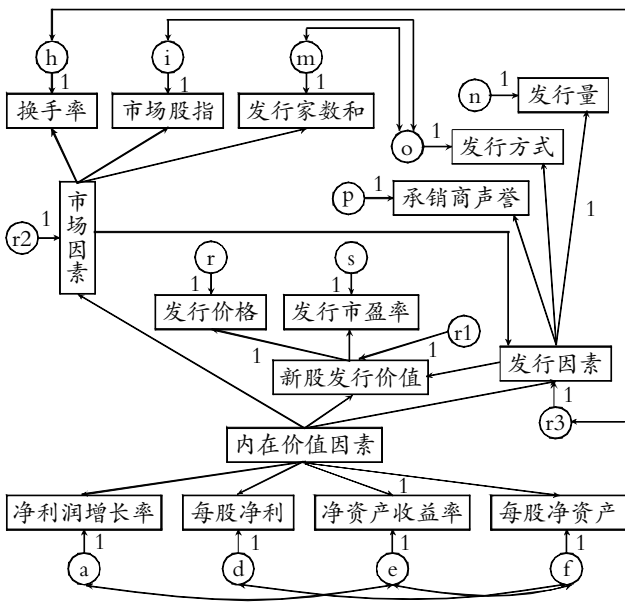 h
i
m
1
1
1
n
1
换手率
市场股指
发行家数和
发行量
o
1
发行方式
p
1
承销商声誉
市场因素
1
r2
1
r
s
1
1
发行价格
发行市盈率
r1
1
1
新股发行价值
发行因素
1
r3
内在价值因素
净利润增长率
每股净利
1
净资产收益率
每股净资产
1
1
1
1
a
d
e
f